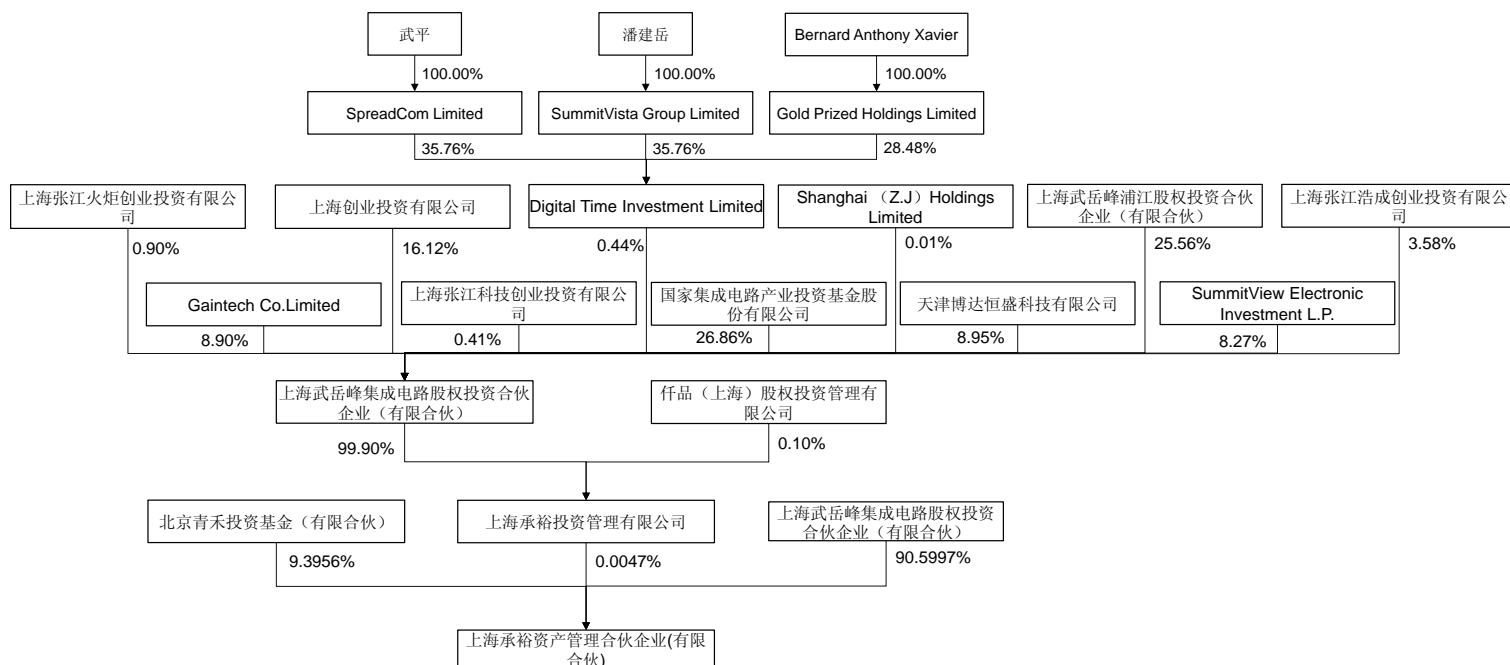 武平
潘建岳
Bernard Anthony Xavier
100.00%
100.00%
100.00%
SpreadCom Limited
SummitVista Group Limited
Gold Prized Holdings Limited
35.76%
35.76%
28.48%
上海张江火炬创业投资有限公
司
上海创业投资有限公司
Digital Time Investment Limited
Shanghai （Z.J）Holdings
Limited
上海武岳峰浦江股权投资合伙
企业（有限合伙）
上海张江浩成创业投资有限公
司
0.90%
16.12%
0.44%
0.01%
25.56%
3.58%
Gaintech Co.Limited
上海张江科技创业投资有限公
司
国家集成电路产业投资基金股
份有限公司
天津博达恒盛科技有限公司
SummitView Electronic
Investment L.P.
8.90%
0.41%
26.86%
8.95%
8.27%
上海武岳峰集成电路股权投资合伙
企业（有限合伙）
仟品（上海）股权投资管理有
限公司
99.90%
0.10%
北京青禾投资基金（有限合伙）
上海承裕投资管理有限公司
上海武岳峰集成电路股权投资
合伙企业（有限合伙）
9.3956%
0.0047%
90.5997%
上海承裕资产管理合伙企业(有限
合伙)